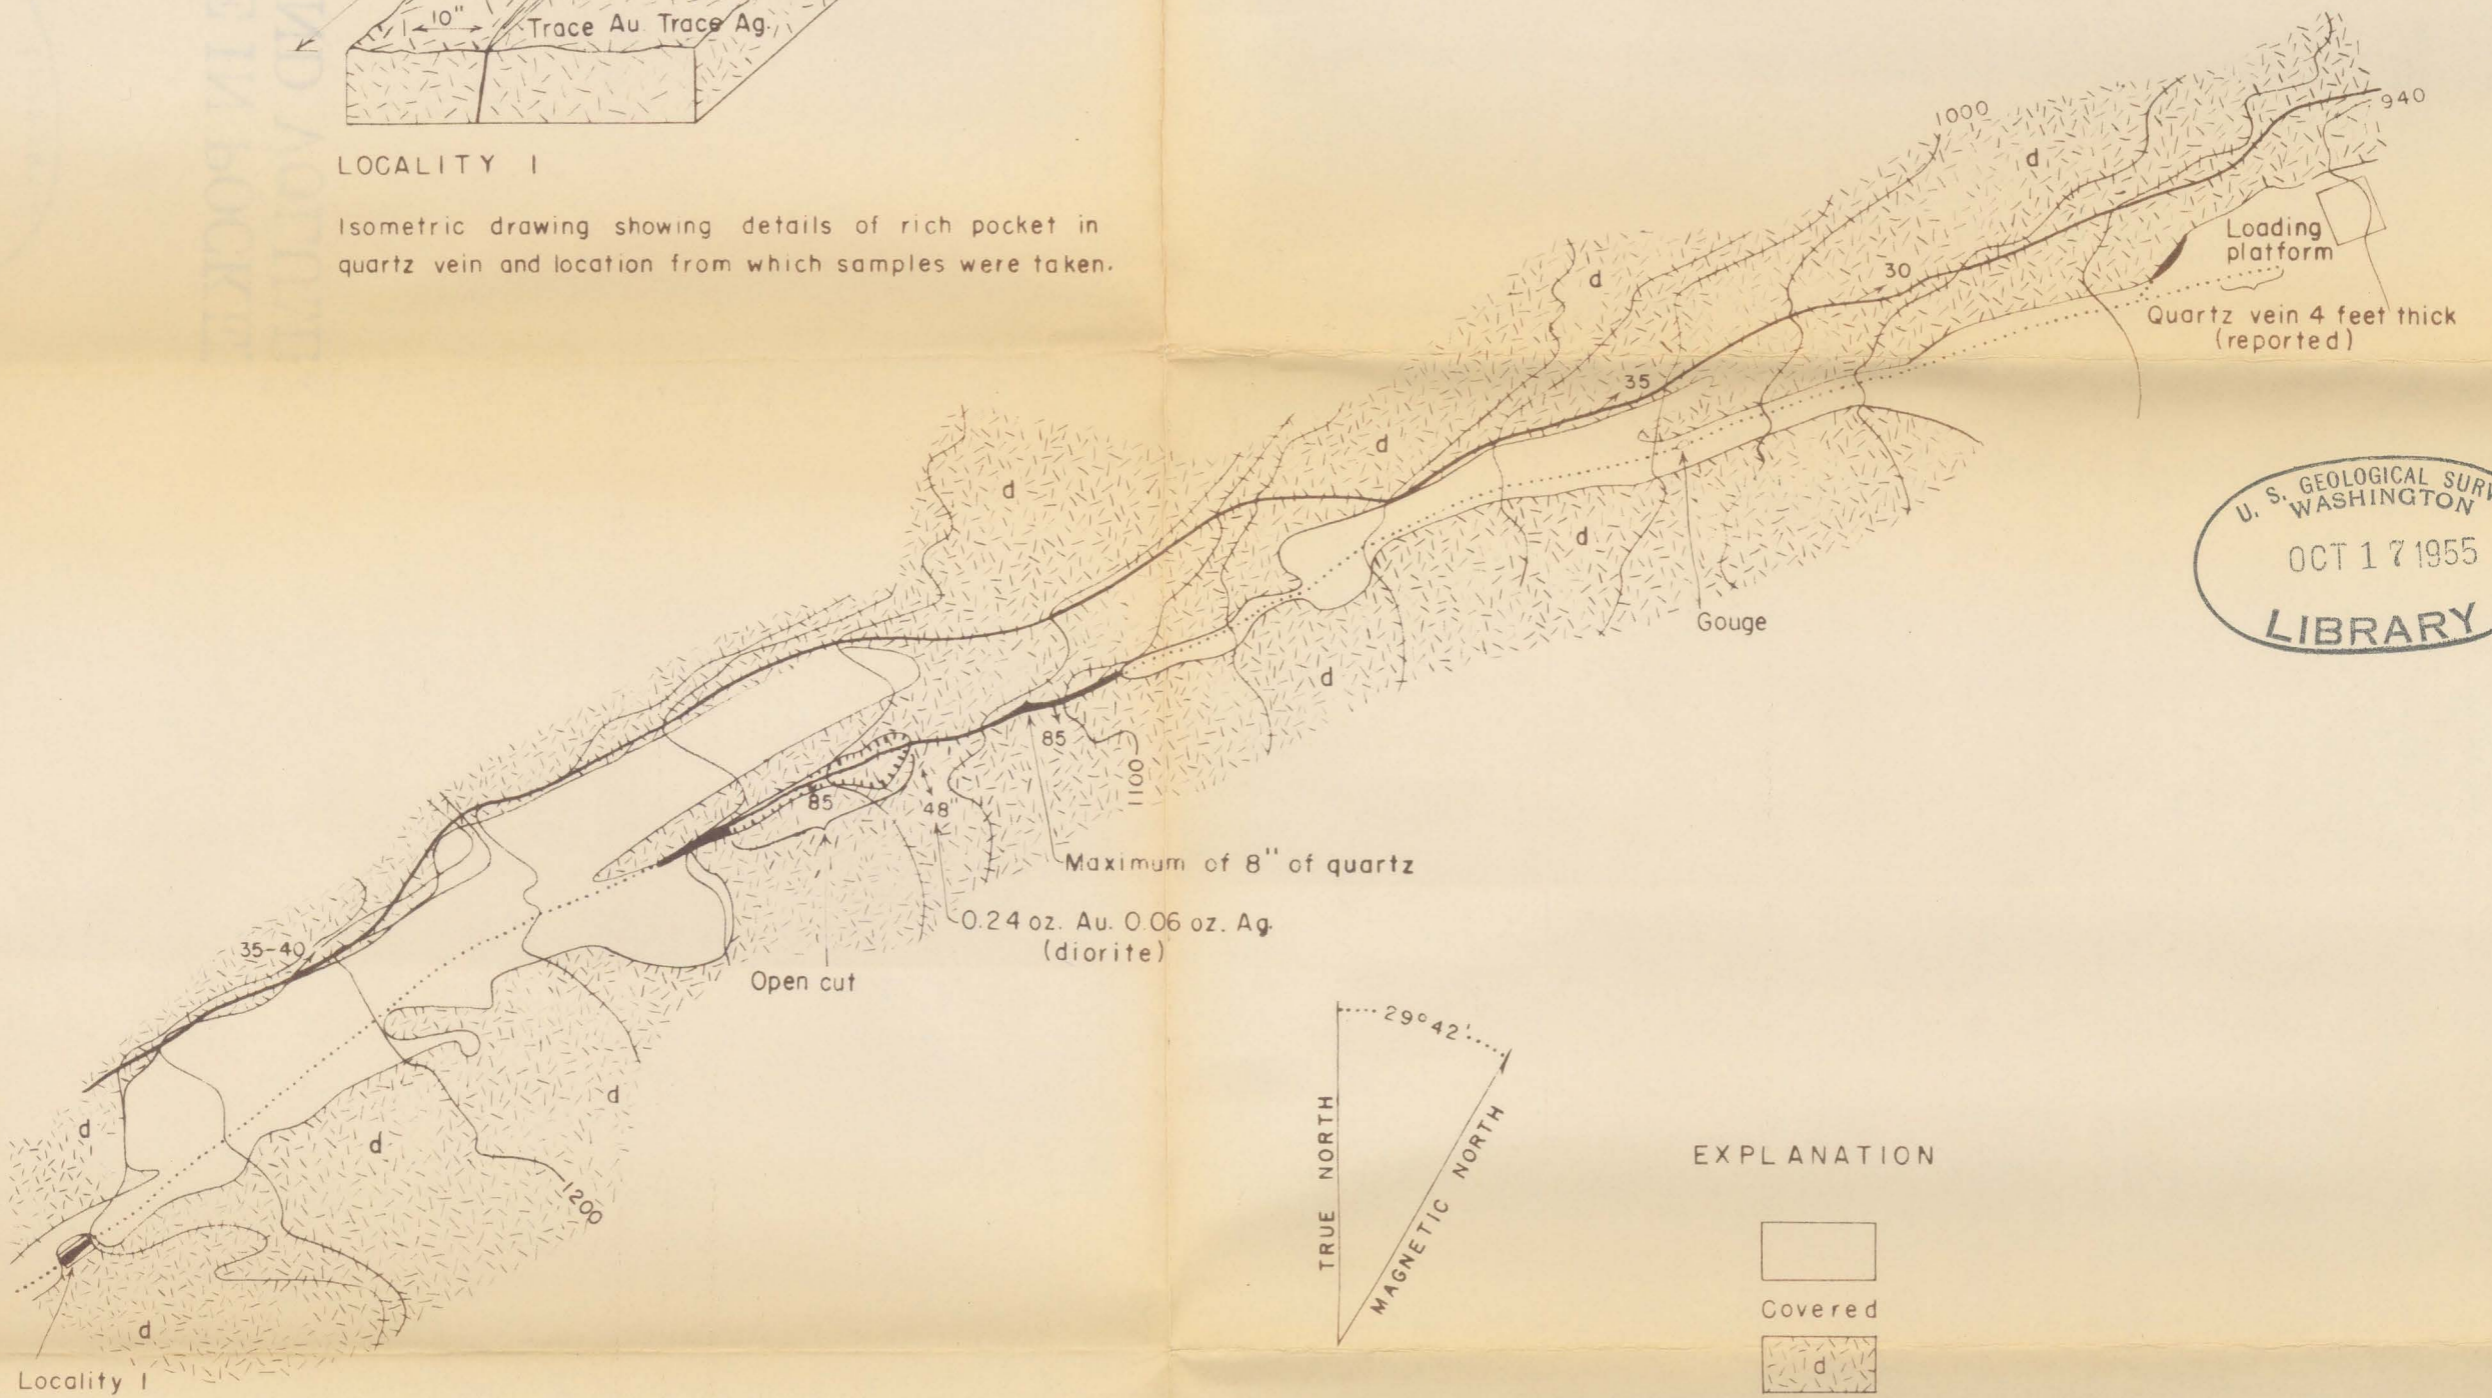 10"
Trace Au. Trace Ag.
LOCALITY 1
Isometric drawing showing details of rich pocket in
quartz vein and location from which samples were taken.
1000
940
d
Loading
platform
d
30
Quartz vein 4 feet thick
(reported)
35
d
d
U. S. GEOLOGICAL
WASHINGTON
OCT 17 1955
LIBRARY
d
Gouge
d
85
1100
85
48"
Maximum of 8" of quartz
0.24 oz. Au. 0.06 oz. Ag.
(diorite)
35-40
Open cut
29°42'
TRUE NORTH
MAGNETIC NORTH
d
d
d
1200
EXPLANATION
Covered
d
d
Locality 1